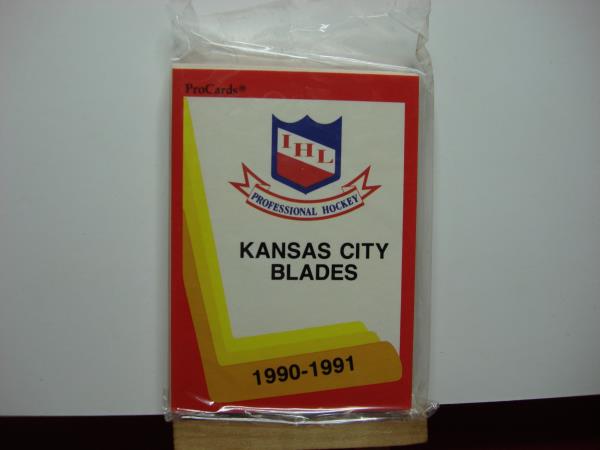 ProCards®
IHL
PROFESSIONAL HOCKEY
KANSAS CITY
BLADES
1990-1991